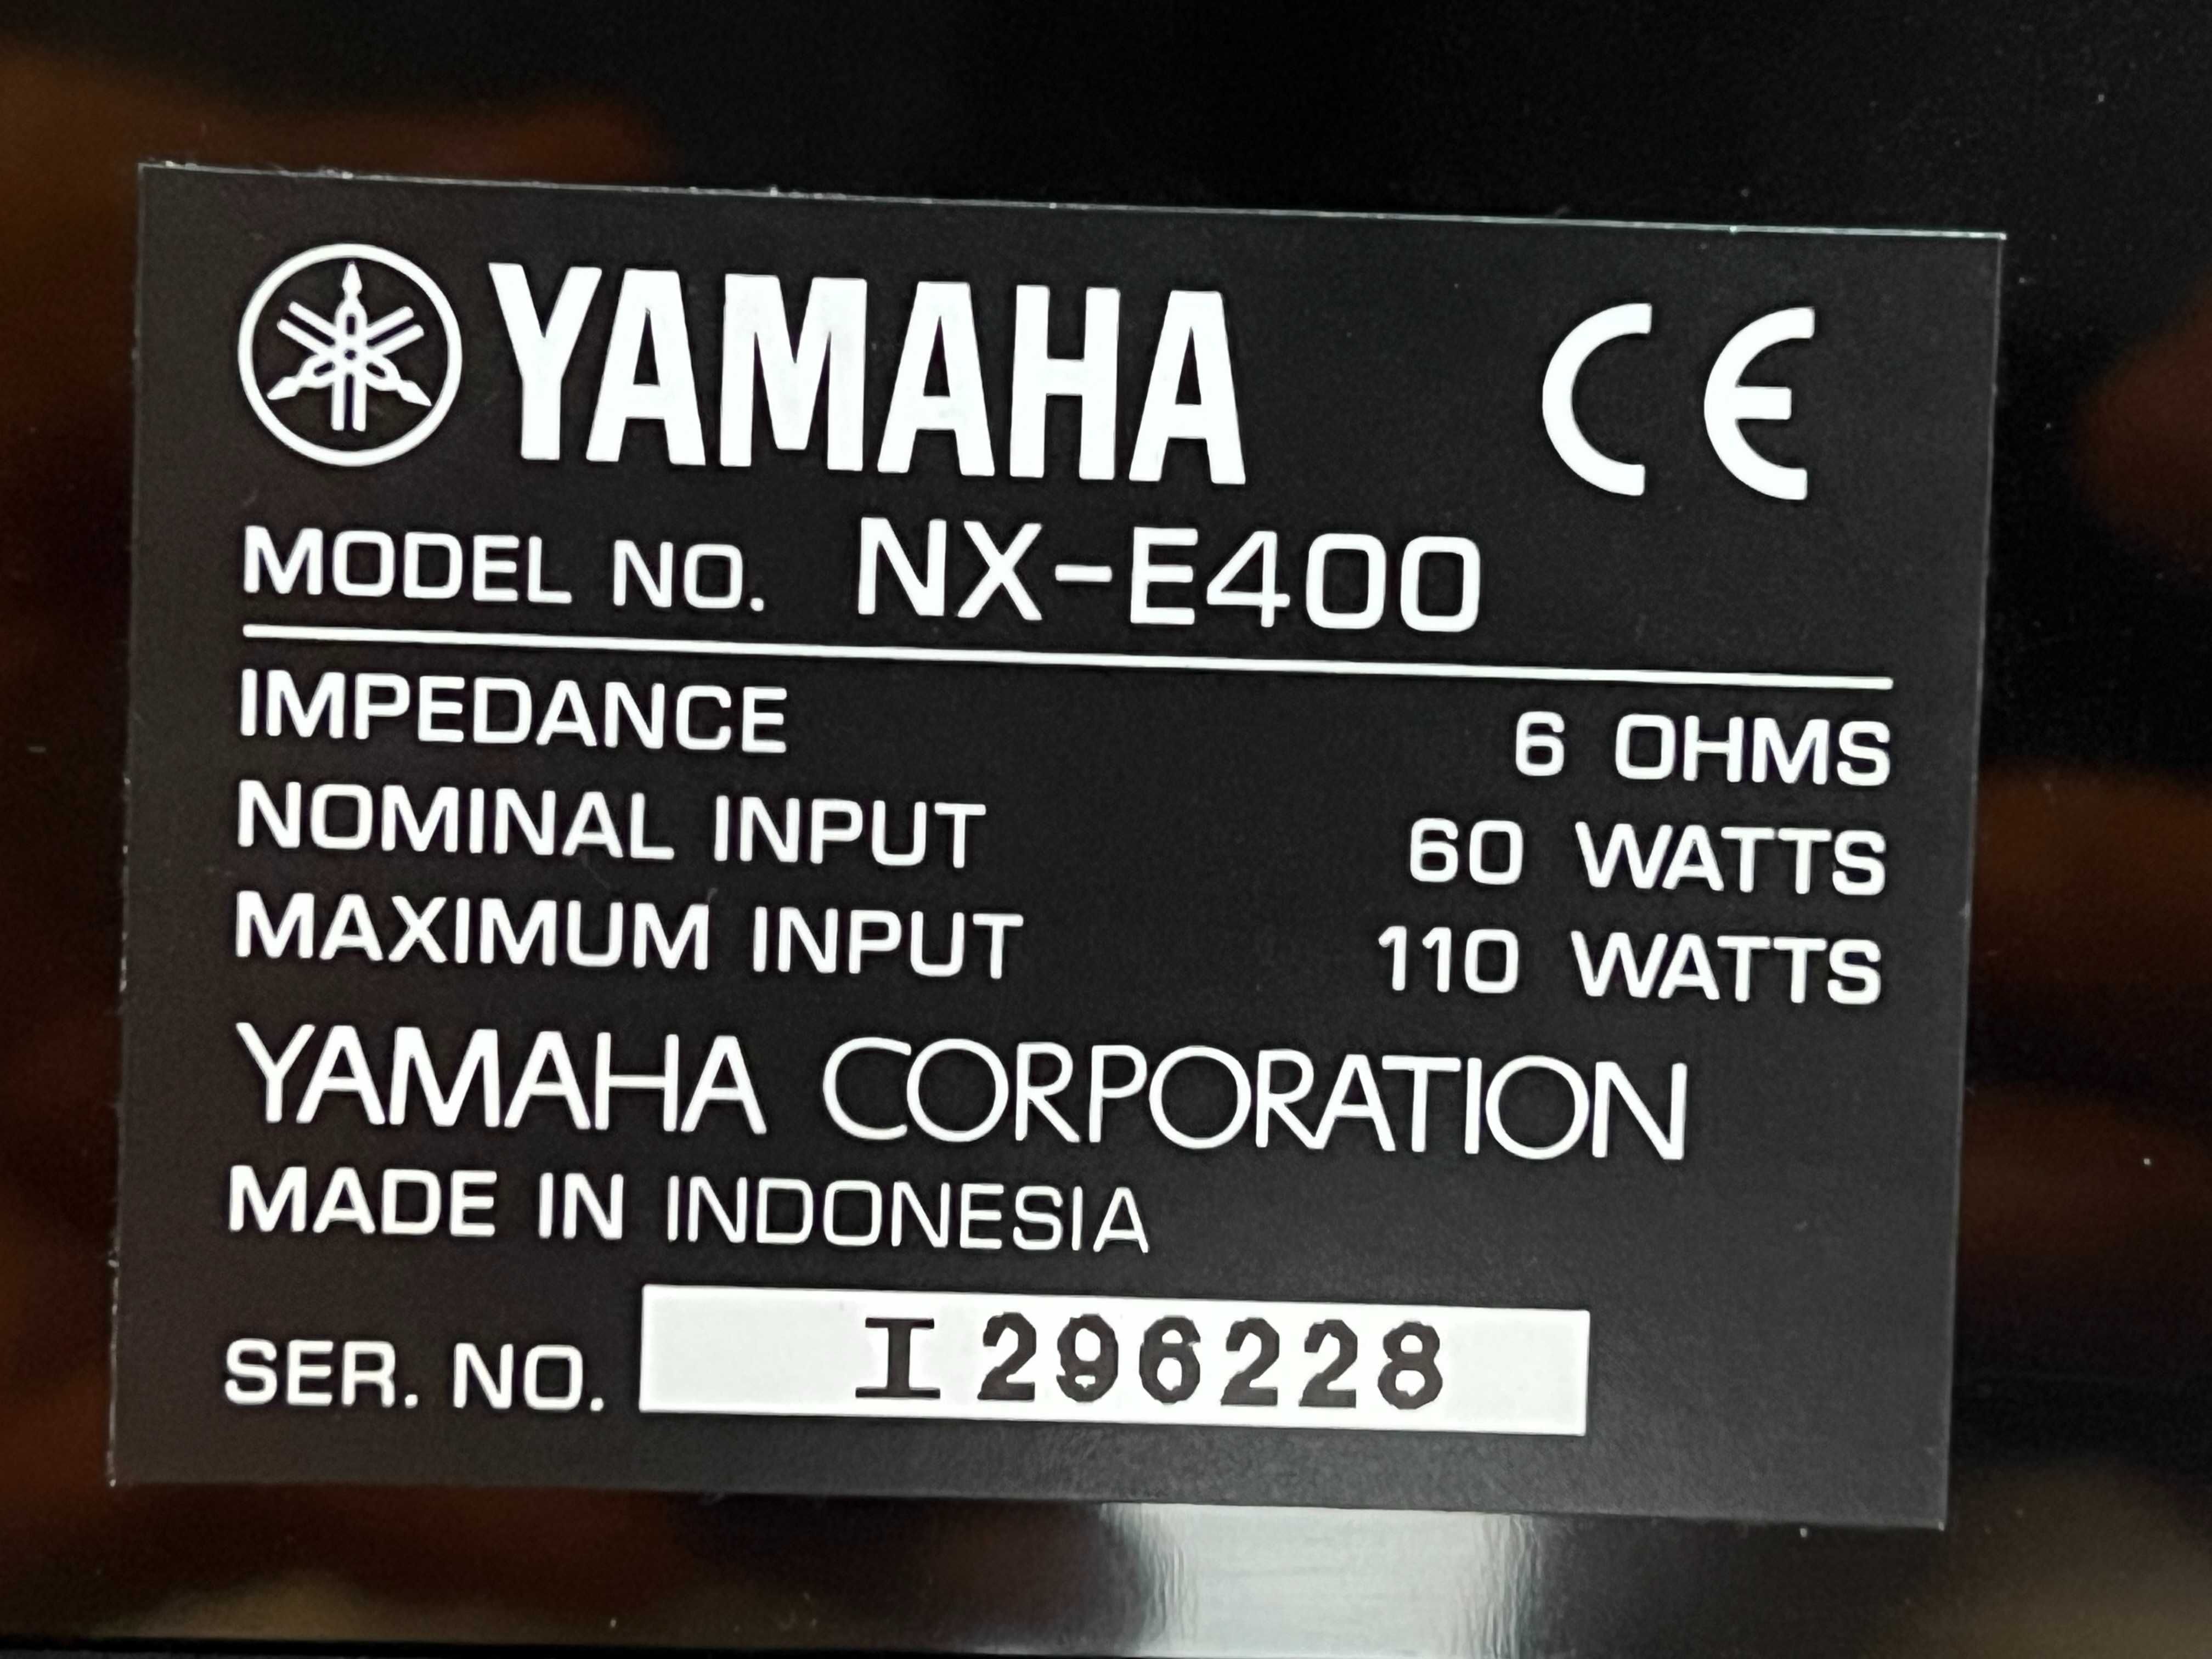 YAMAHA CE
MODEL NO. NX-E400
IMPEDANCE 6 OHMS
NOMINAL INPUT 60 WATTS
MAXIMUM INPUT 110 WATTS
YAMAHA CORPORATION
MADE IN INDONESIA
SER. NO. I296228